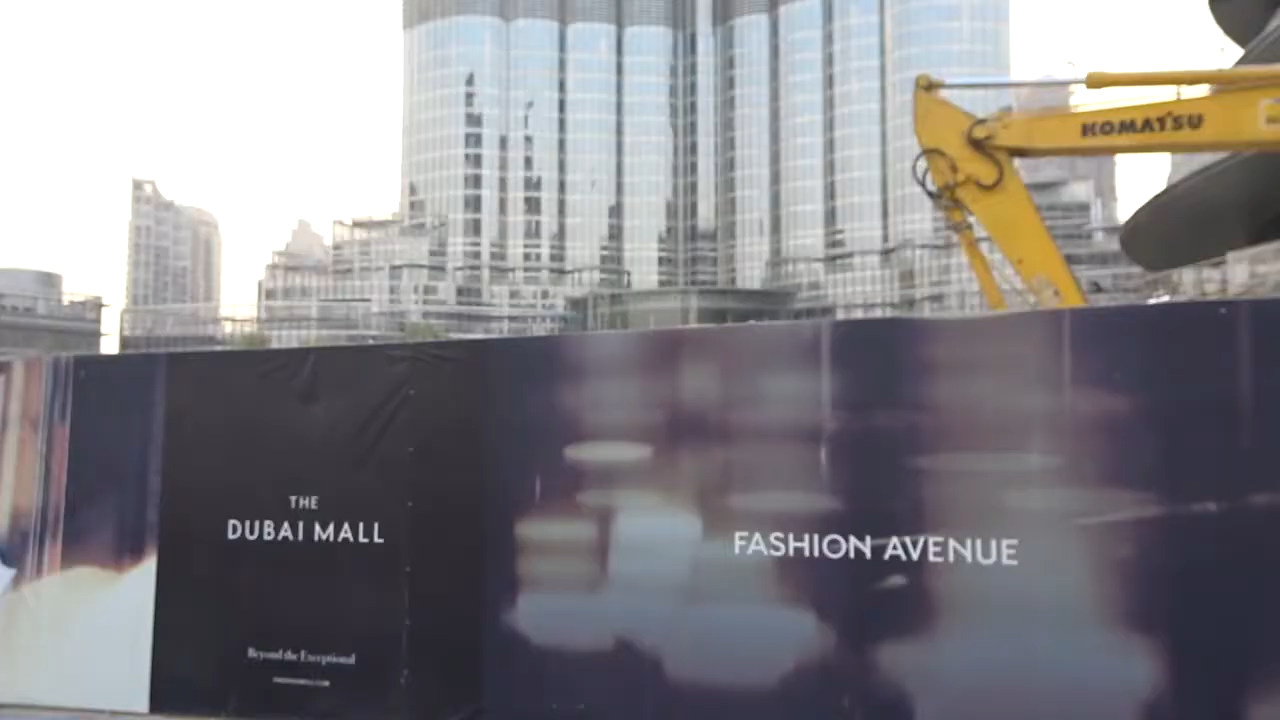 KOMATSU
THE
DUBAI MALL
FASHION AVENUE
Beyond the Exceptional